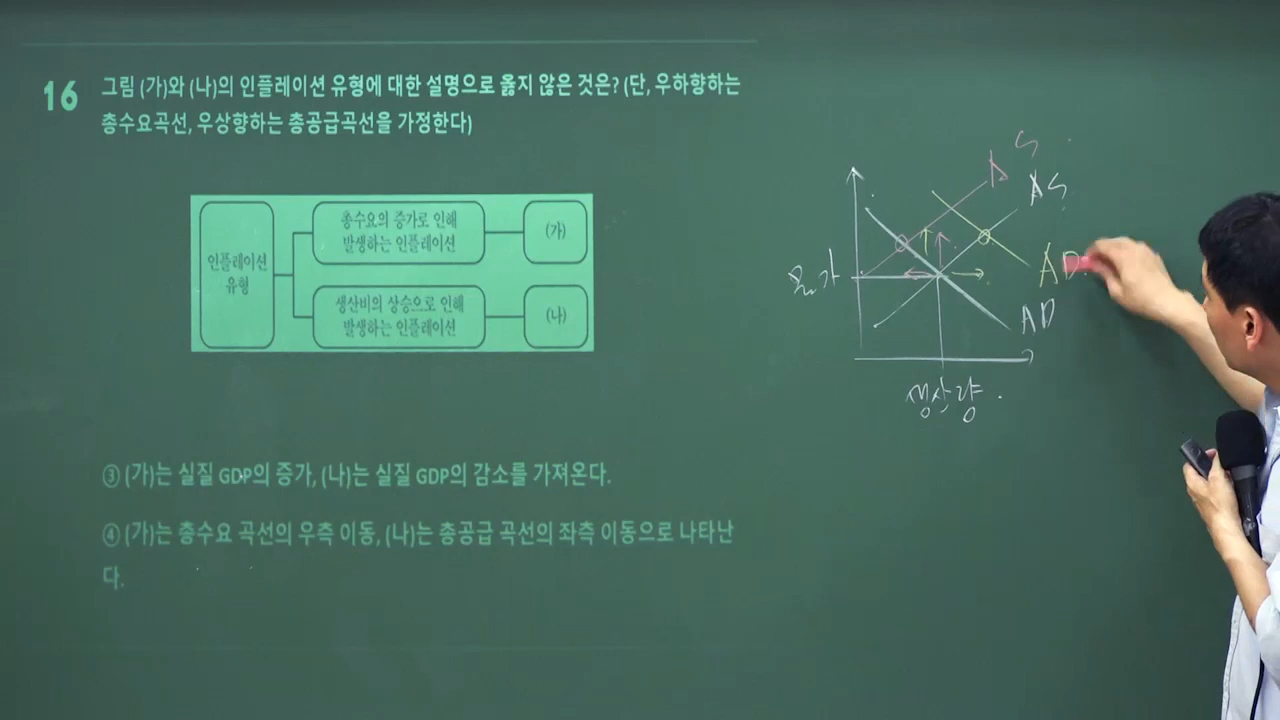 16 그림 (가)와 (나)의 인플레이션 유형에 대한 설명으로 옳지 않은 것은? (단, 우하향하는
총수요곡선, 우상향하는 총공급곡선을 가정한다)
인플레이션
유형
총수요의 증가로 인해
발생하는 인플레이션
(가)
생산비의 상승으로 인해
발생하는 인플레이션
(나)
③ (가)는 실질 GDP의 증가, (나)는 실질 GDP의 감소를 가져온다.
④ (가)는 총수요 곡선의 우측 이동, (나)는 총공급 곡선의 좌측 이동으로 나타난
다.
AS
AS
AD
AD
물가
생산량